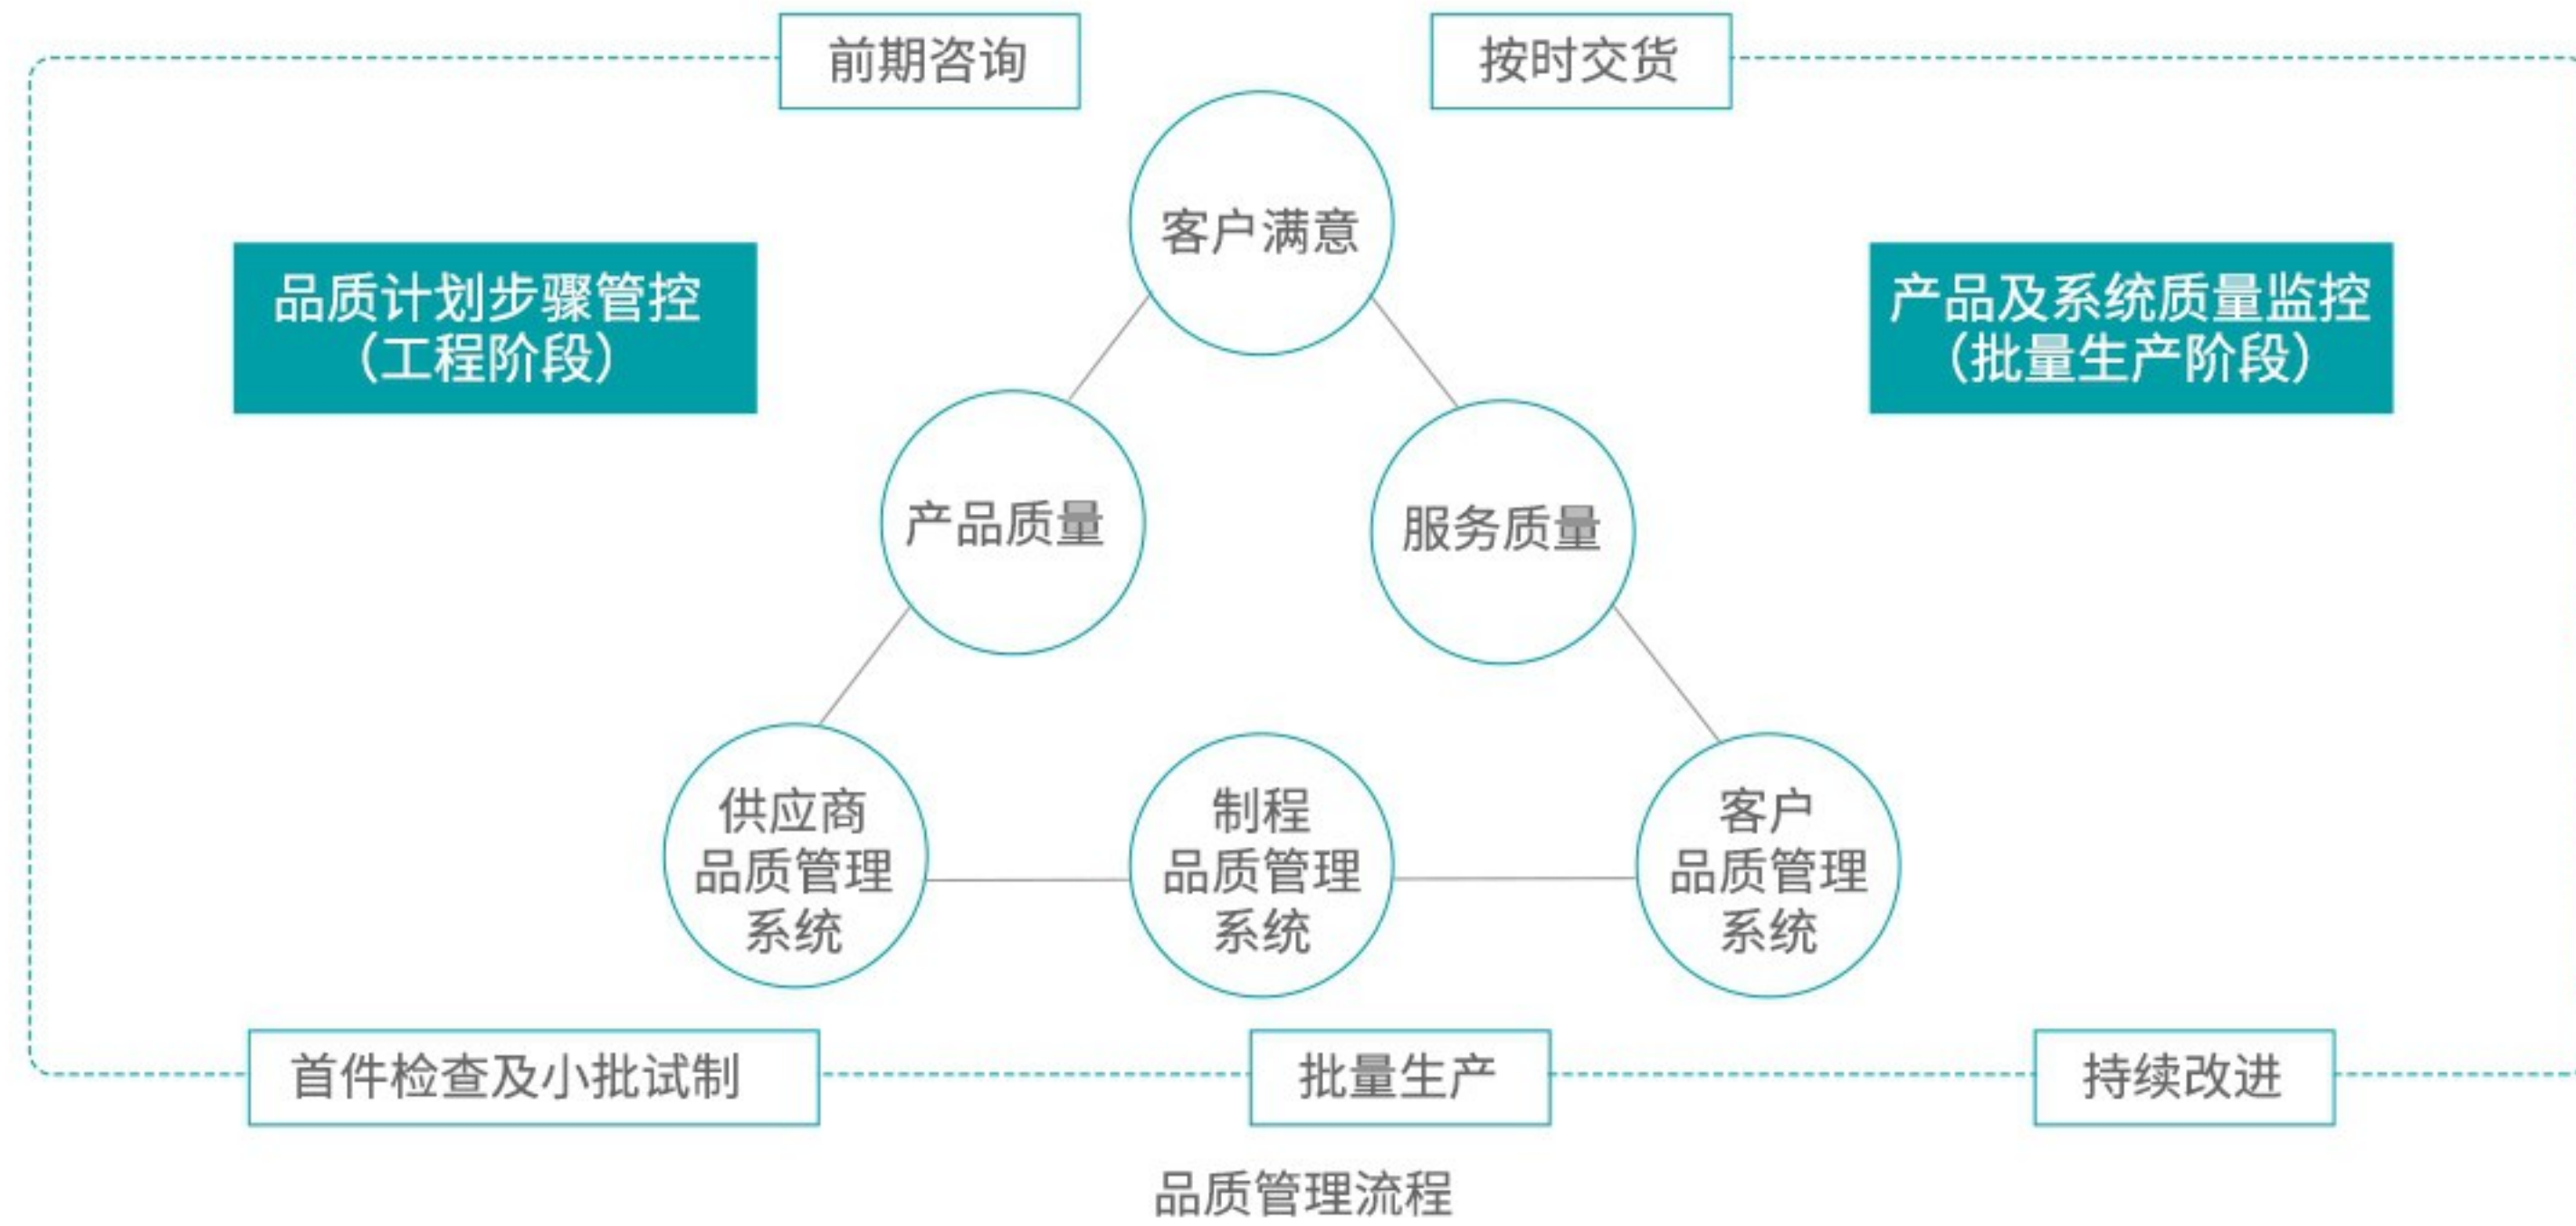 前期咨询
按时交货
客户满意
品质计划步骤管控
（工程阶段）
产品及系统质量监控
（批量生产阶段）
产品质量
服务质量
供应商
品质管理
系统
制程
品质管理
系统
客户
品质管理
系统
首件检查及小批试制
批量生产
持续改进
品质管理流程